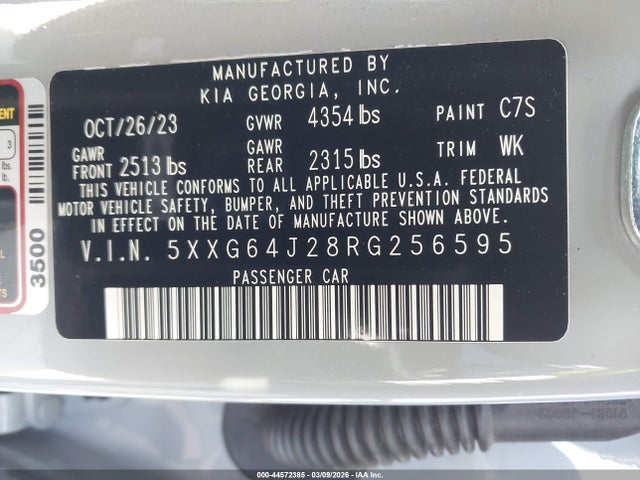 MANUFACTURED BY
KIA GEORGIA, INC.
OCT/26/23 GVWR 4354 lbs PAINT C7S
GAWR FRONT 2513 lbs GAWR REAR 2315 lbs TRIM WK
THIS VEHICLE CONFORMS TO ALL APPLICABLE U.S.A. FEDERAL
MOTOR VEHICLE SAFETY, BUMPER, AND THEFT PREVENTION STANDARDS
IN EFFECT ON THE DATE OF MANUFACTURE SHOWN ABOVE.
V.I.N. 5XXG64J28RG256595
PASSENGER CAR
3500
3
lbs.
lb.
000-44572385 | 03/09/2026 | IAA Inc.